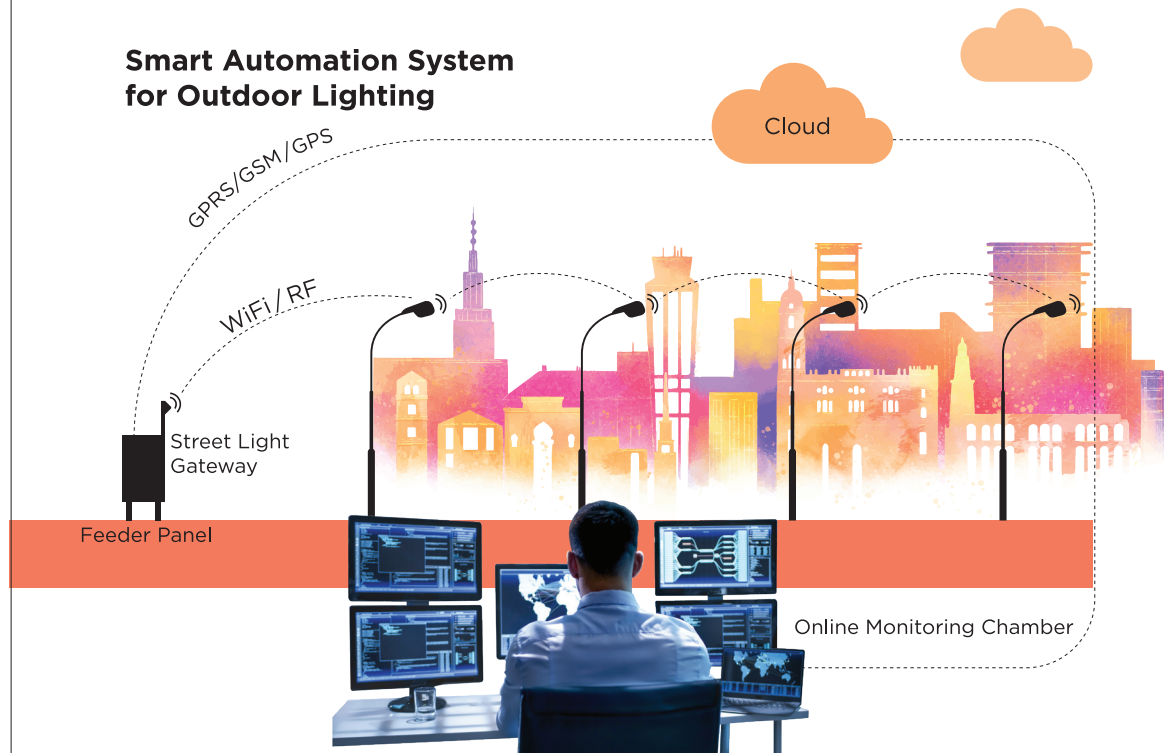 Smart Automation System
for Outdoor Lighting
Cloud
GPRS/GSM/GPS
WiFi/RF
Street Light
Gateway
Feeder Panel
Online Monitoring Chamber